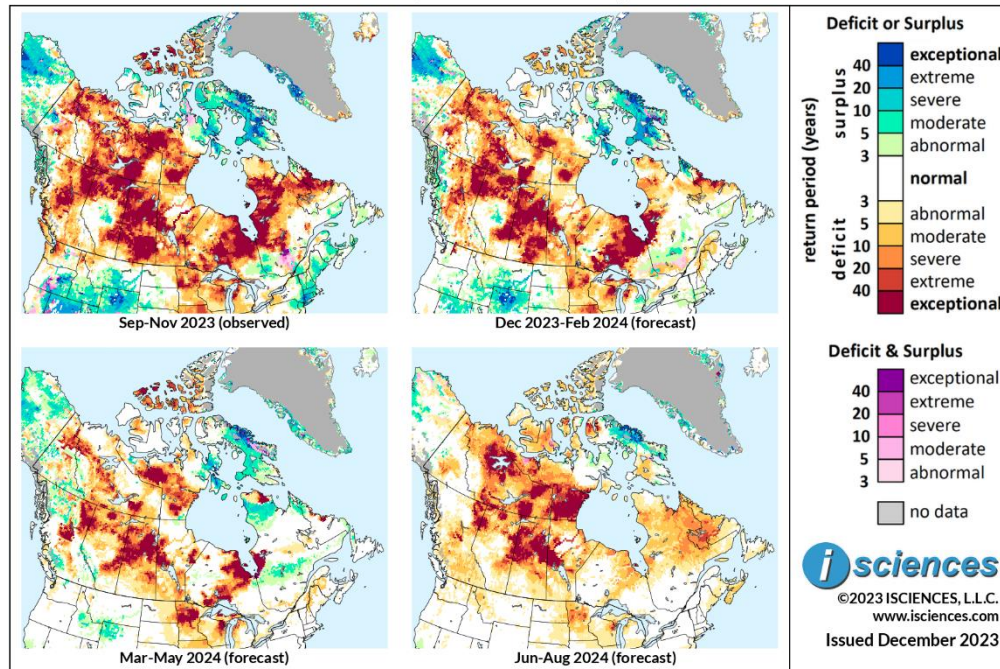 Sep-Nov 2023 (observed)
Dec 2023-Feb 2024 (forecast)
Mar-May 2024 (forecast)
Jun-Aug 2024 (forecast)
Deficit or Surplus
return period (years)
surplus
deficit
exceptional
40
extreme
20
severe
10
moderate
5
abnormal
3
normal
3
abnormal
5
moderate
10
severe
20
extreme
40
exceptional
Deficit & Surplus
exceptional
40
extreme
20
severe
10
moderate
5
abnormal
3
no data
i sciences
©2023 ISCIENCES, L.L.C.
www.isciences.com
Issued December 2023